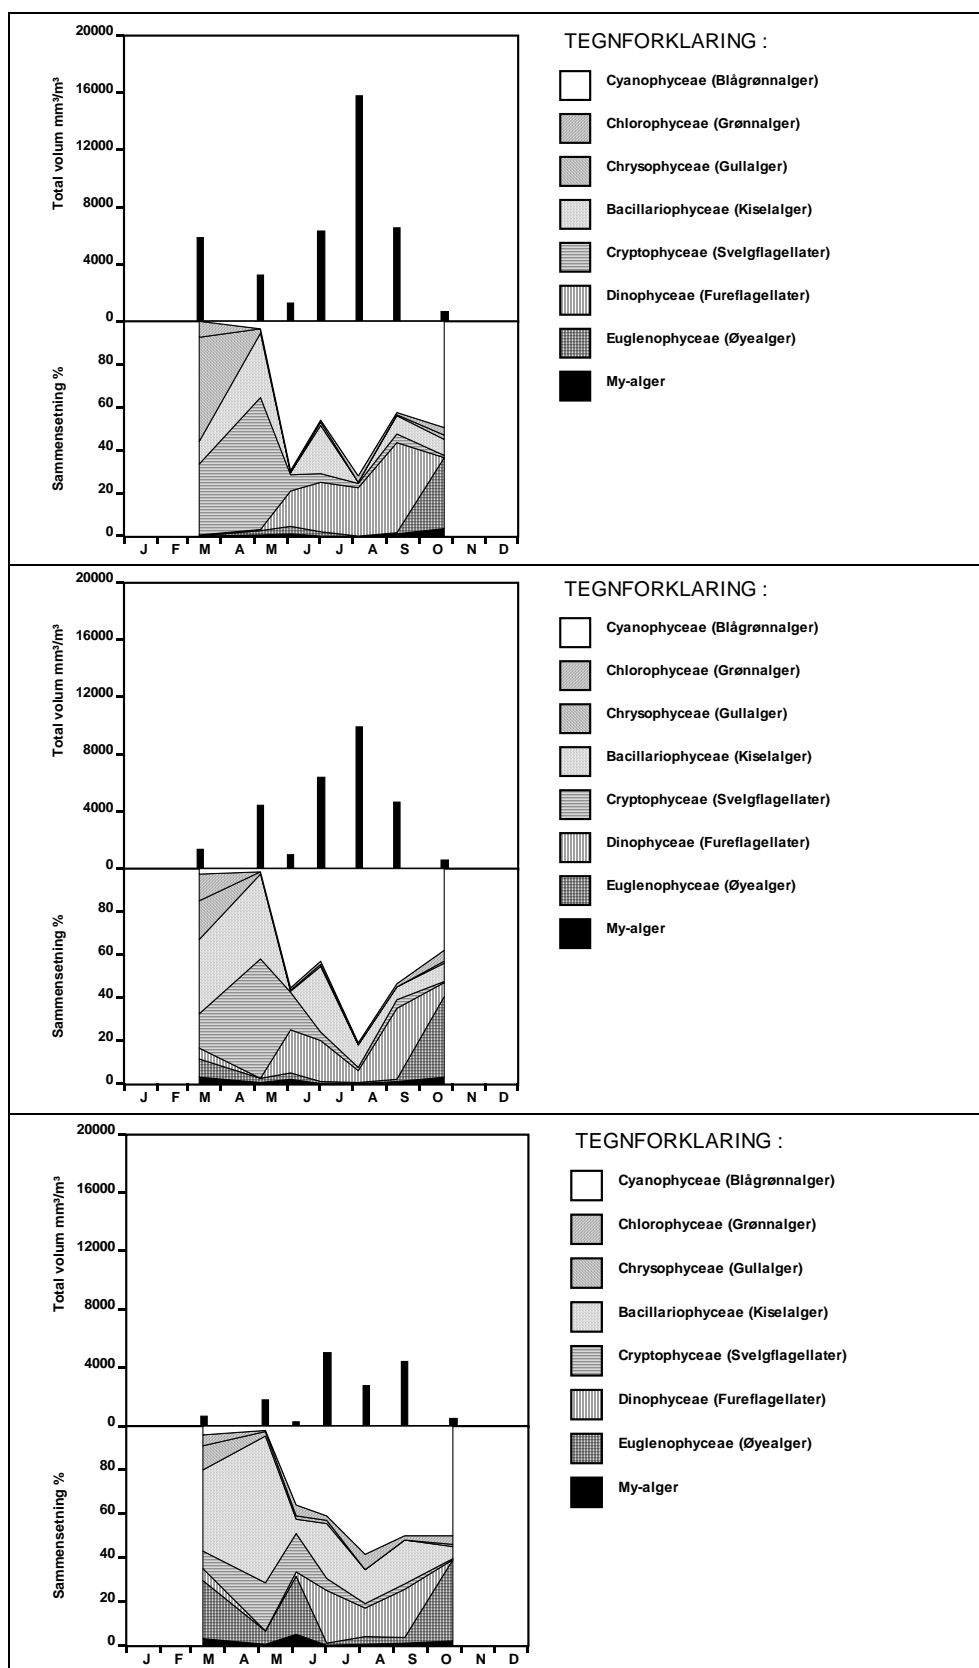 TEGNFORKLARING :
Cyanophyceae (Blågrønnalger)
Chlorophyceae (Grønnalger)
Chrysophyceae (Gullalger)
Bacillariophyceae (Kiselalger)
Cryptophyceae (Svelgflagellater)
Dinophyceae (Fureflagellater)
Euglenophyceae (Øyealger)
My-alger
Total volum mm³/m³
20000
16000
12000
8000
4000
0
Sammensetning %
80
60
40
20
0
J F M A M J J A S O N D
TEGNFORKLARING :
Cyanophyceae (Blågrønnalger)
Chlorophyceae (Grønnalger)
Chrysophyceae (Gullalger)
Bacillariophyceae (Kiselalger)
Cryptophyceae (Svelgflagellater)
Dinophyceae (Fureflagellater)
Euglenophyceae (Øyealger)
My-alger
Total volum mm³/m³
20000
16000
12000
8000
4000
0
Sammensetning %
80
60
40
20
0
J F M A M J J A S O N D
TEGNFORKLARING :
Cyanophyceae (Blågrønnalger)
Chlorophyceae (Grønnalger)
Chrysophyceae (Gullalger)
Bacillariophyceae (Kiselalger)
Cryptophyceae (Svelgflagellater)
Dinophyceae (Fureflagellater)
Euglenophyceae (Øyealger)
My-alger
Total volum mm³/m³
20000
16000
12000
8000
4000
0
Sammensetning %
80
60
40
20
0
J F M A M J J A S O N D